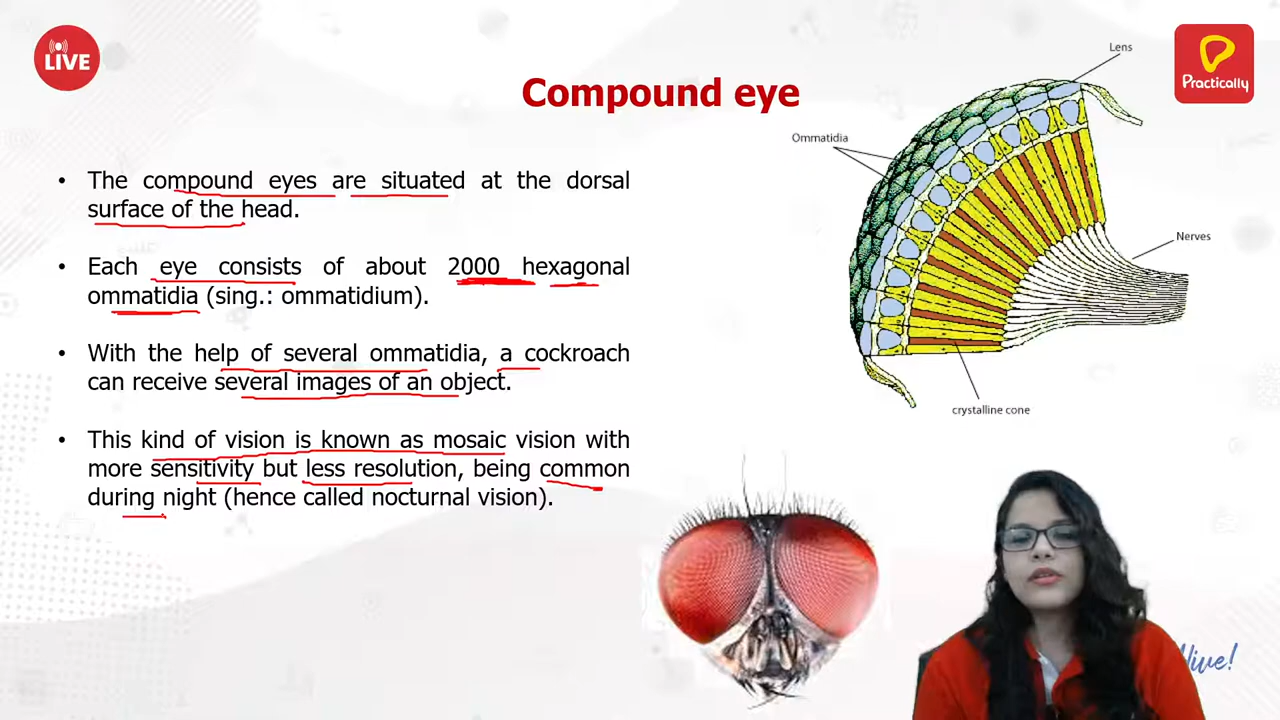 LIVE
Practically
Compound eye
Lens
Ommatidia
Nerves
crystalline cone
• The compound eyes are situated at the dorsal
surface of the head.
• Each eye consists of about 2000 hexagonal
ommatidia (sing.: ommatidium).
• With the help of several ommatidia, a cockroach
can receive several images of an object.
• This kind of vision is known as mosaic vision with
more sensitivity but less resolution, being common
during night (hence called nocturnal vision).